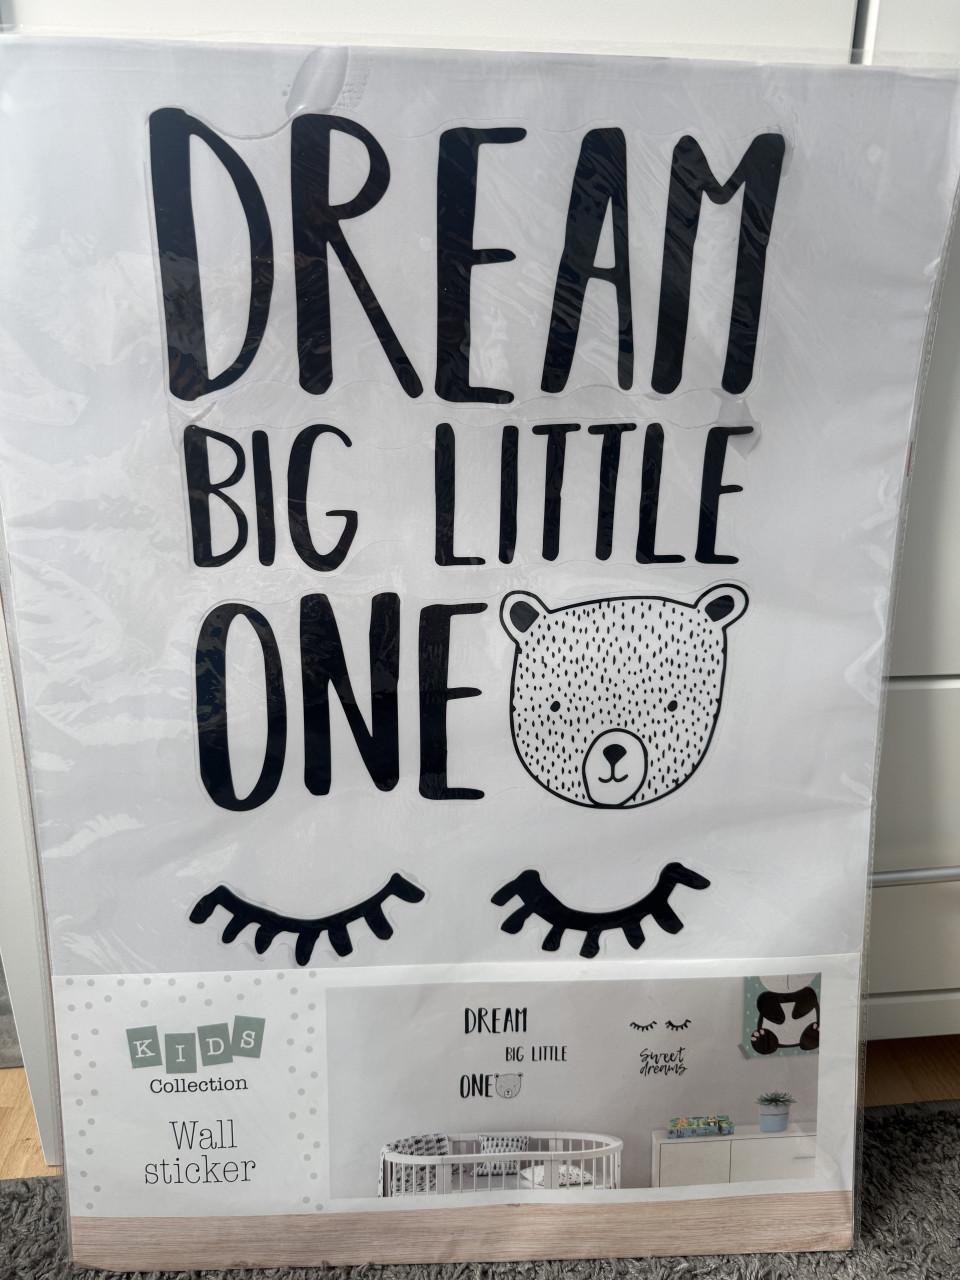 DREAM
BIG LITTLE
ONE
KIDS
Collection
Wall
sticker
DREAM
BIG LITTLE
ONE
Sweet
dreams